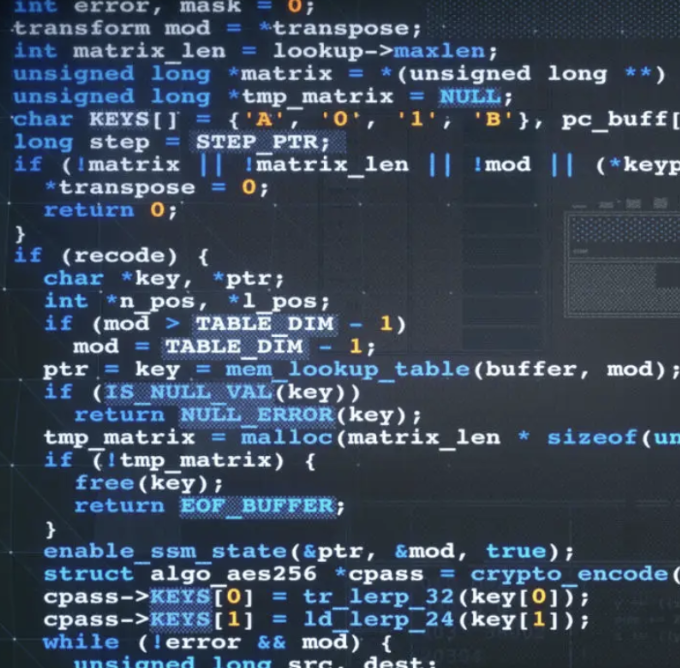 int error, mask = 0;
transform mod = *transpose;
int matrix_len = lookup->maxlen;
unsigned long *matrix = *(unsigned long **)
unsigned long *tmp_matrix = NULL;
char KEYS[] = {'A', '0', '1', 'B'}, pc_buff[
long step = STEP_PTR;
if (!matrix || !matrix_len || !mod || (*keyp
*transpose = 0;
return 0;
}
if (recode) {
char *key, *ptr;
int *n_pos, *l_pos;
if (mod > TABLE_DIM - 1)
mod = TABLE_DIM - 1;
ptr = key = mem_lookup_table(buffer, mod);
if (IS_NULL_VAL(key))
return NULL_ERROR(key);
tmp_matrix = malloc(matrix_len * sizeof(un
if (!tmp_matrix) {
free(key);
return EOF_BUFFER;
}
enable_ssm_state(&ptr, &mod, true);
struct algo_aes256 *cpass = crypto_encode(
cpass->KEYS[0] = tr_lerp_32(key[0]);
cpass->KEYS[1] = ld_lerp_24(key[1]);
while (!error && mod) {
unsigned long src, dest;